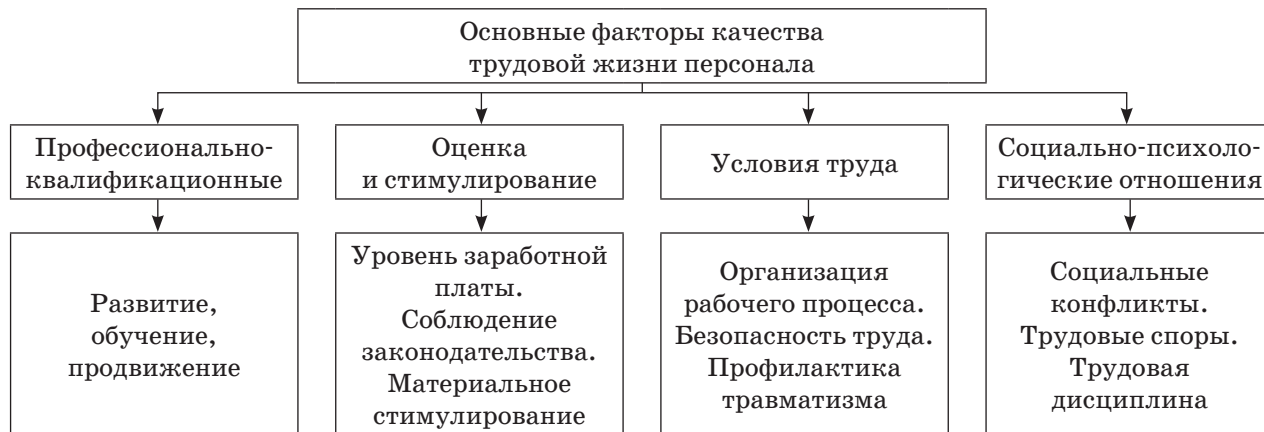 Основные факторы качества
трудовой жизни персонала
Профессионально-
квалификационные
Оценка
и стимулирование
Условия труда
Социально-психоло-
гические отношения
Развитие,
обучение,
продвижение
Уровень заработной
платы.
Соблюдение
законодательства.
Материальное
стимулирование
Организация
рабочего процесса.
Безопасность труда.
Профилактика
травматизма
Социальные
конфликты.
Трудовые споры.
Трудовая
дисциплина